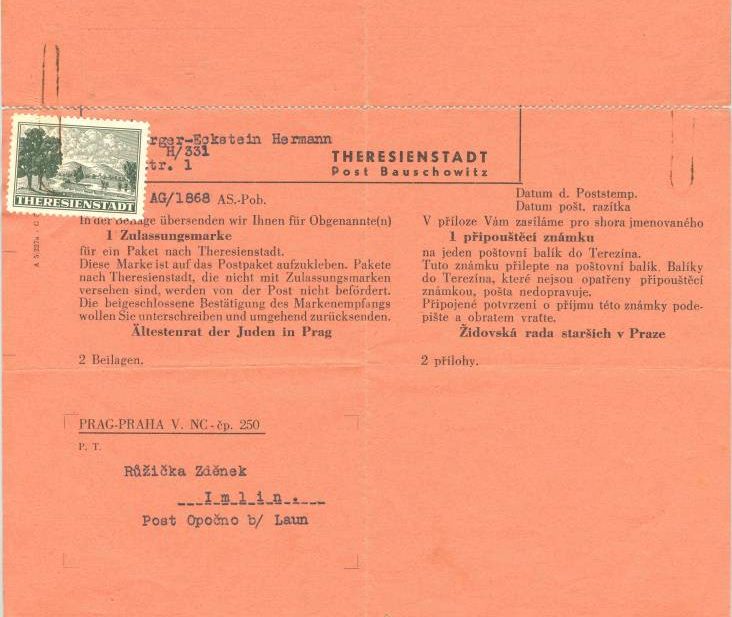 THERESIENSTADT
rger-Eckstein Hermann
H/331
tr. 1
THERESIENSTADT
Post Bauschowitz
AG/1868 AS.-Pob.
Datum d. Poststemp.
Datum pošt. razítka
In der Beilage übersenden wir Ihnen für Obgenannte(n)
1 Zulassungsmarke
für ein Paket nach Theresienstadt.
Diese Marke ist auf das Postpaket aufzukleben. Pakete
nach Theresienstadt, die nicht mit Zulassungsmarken
versehen sind, werden von der Post nicht befördert.
Die beigeschlossene Bestätigung des Markenempfangs
wollen Sie unterschreiben und umgehend zurücksenden.
Ältestenrat der Juden in Prag
2 Beilagen.
V příloze Vám zasíláme pro shora jmenovaného
1 připouštěcí známku
na jeden poštovní balík do Terezína.
Tuto známku přilepte na poštovní balík. Balíky
do Terezína, které nejsou opatřeny připouštěcí
známkou, pošta nedopravuje.
Připojené potvrzení o příjmu této známky pode-
pište a obratem vraťte.
Židovská rada starších v Praze
2 přílohy.
PRAG-PRAHA V. NC - čp. 250
P. T.
Růžička Zděnek
Imlin.
Post Opočno b/ Laun